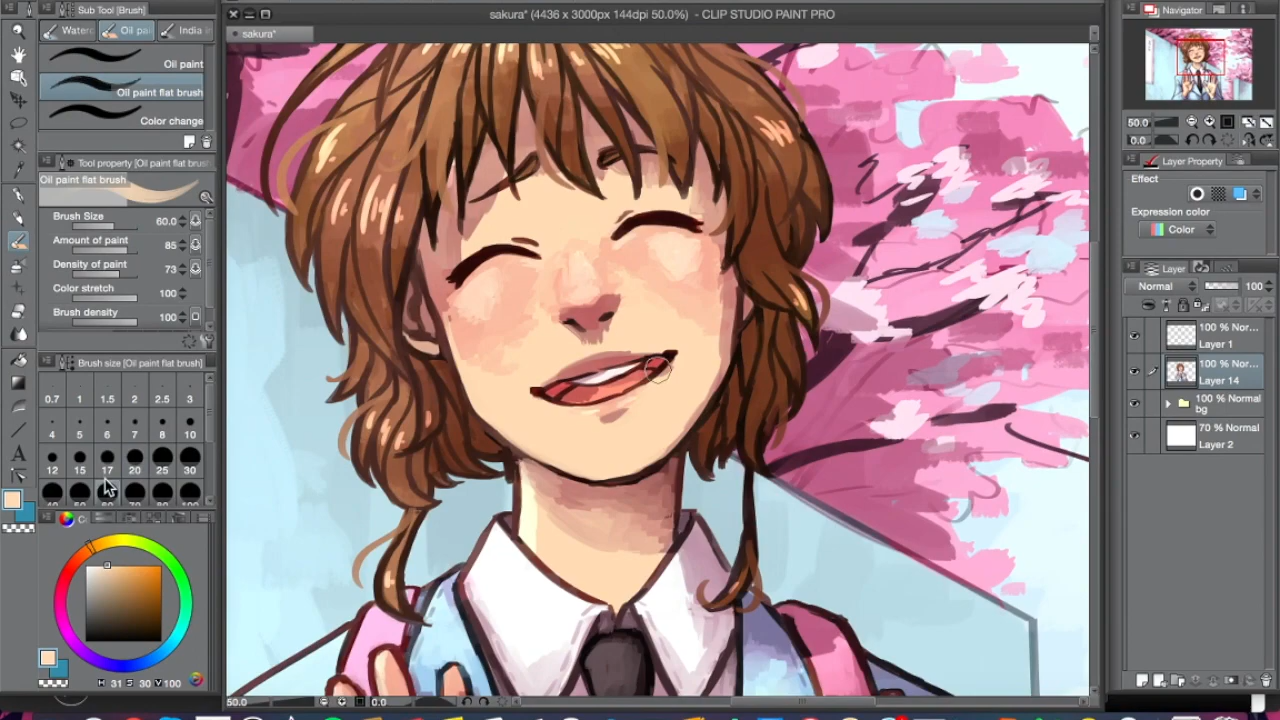 Sub Tool [Brush]
sakura* (4436 x 3000px 144dpi 50.0%) - CLIP STUDIO PAINT PRO
Navigator
Oil pai
India
sakura*
Oil paint
Oil paint flat brush
Color change
50.0
0.0
Tool property [Oil paint flat brush
Layer Property
Oil paint flat brush
Effect
Brush Size 60.0
Expression color
Amount of paint 85
Color
Density of paint 73
Layer
Color stretch 100
Normal 100
Brush density 100
100 % Nor...
Layer 1
Brush size [Oil paint flat brush]
100 % Nor...
Layer 14
0.7 1 1.5 2 2.5 3
100 % Normal
bg
4 5 6 7 8 10
70 % Normal
Layer 2
12 15 17 20 25 30
H 31 S 30 V 100
50.0 0.0